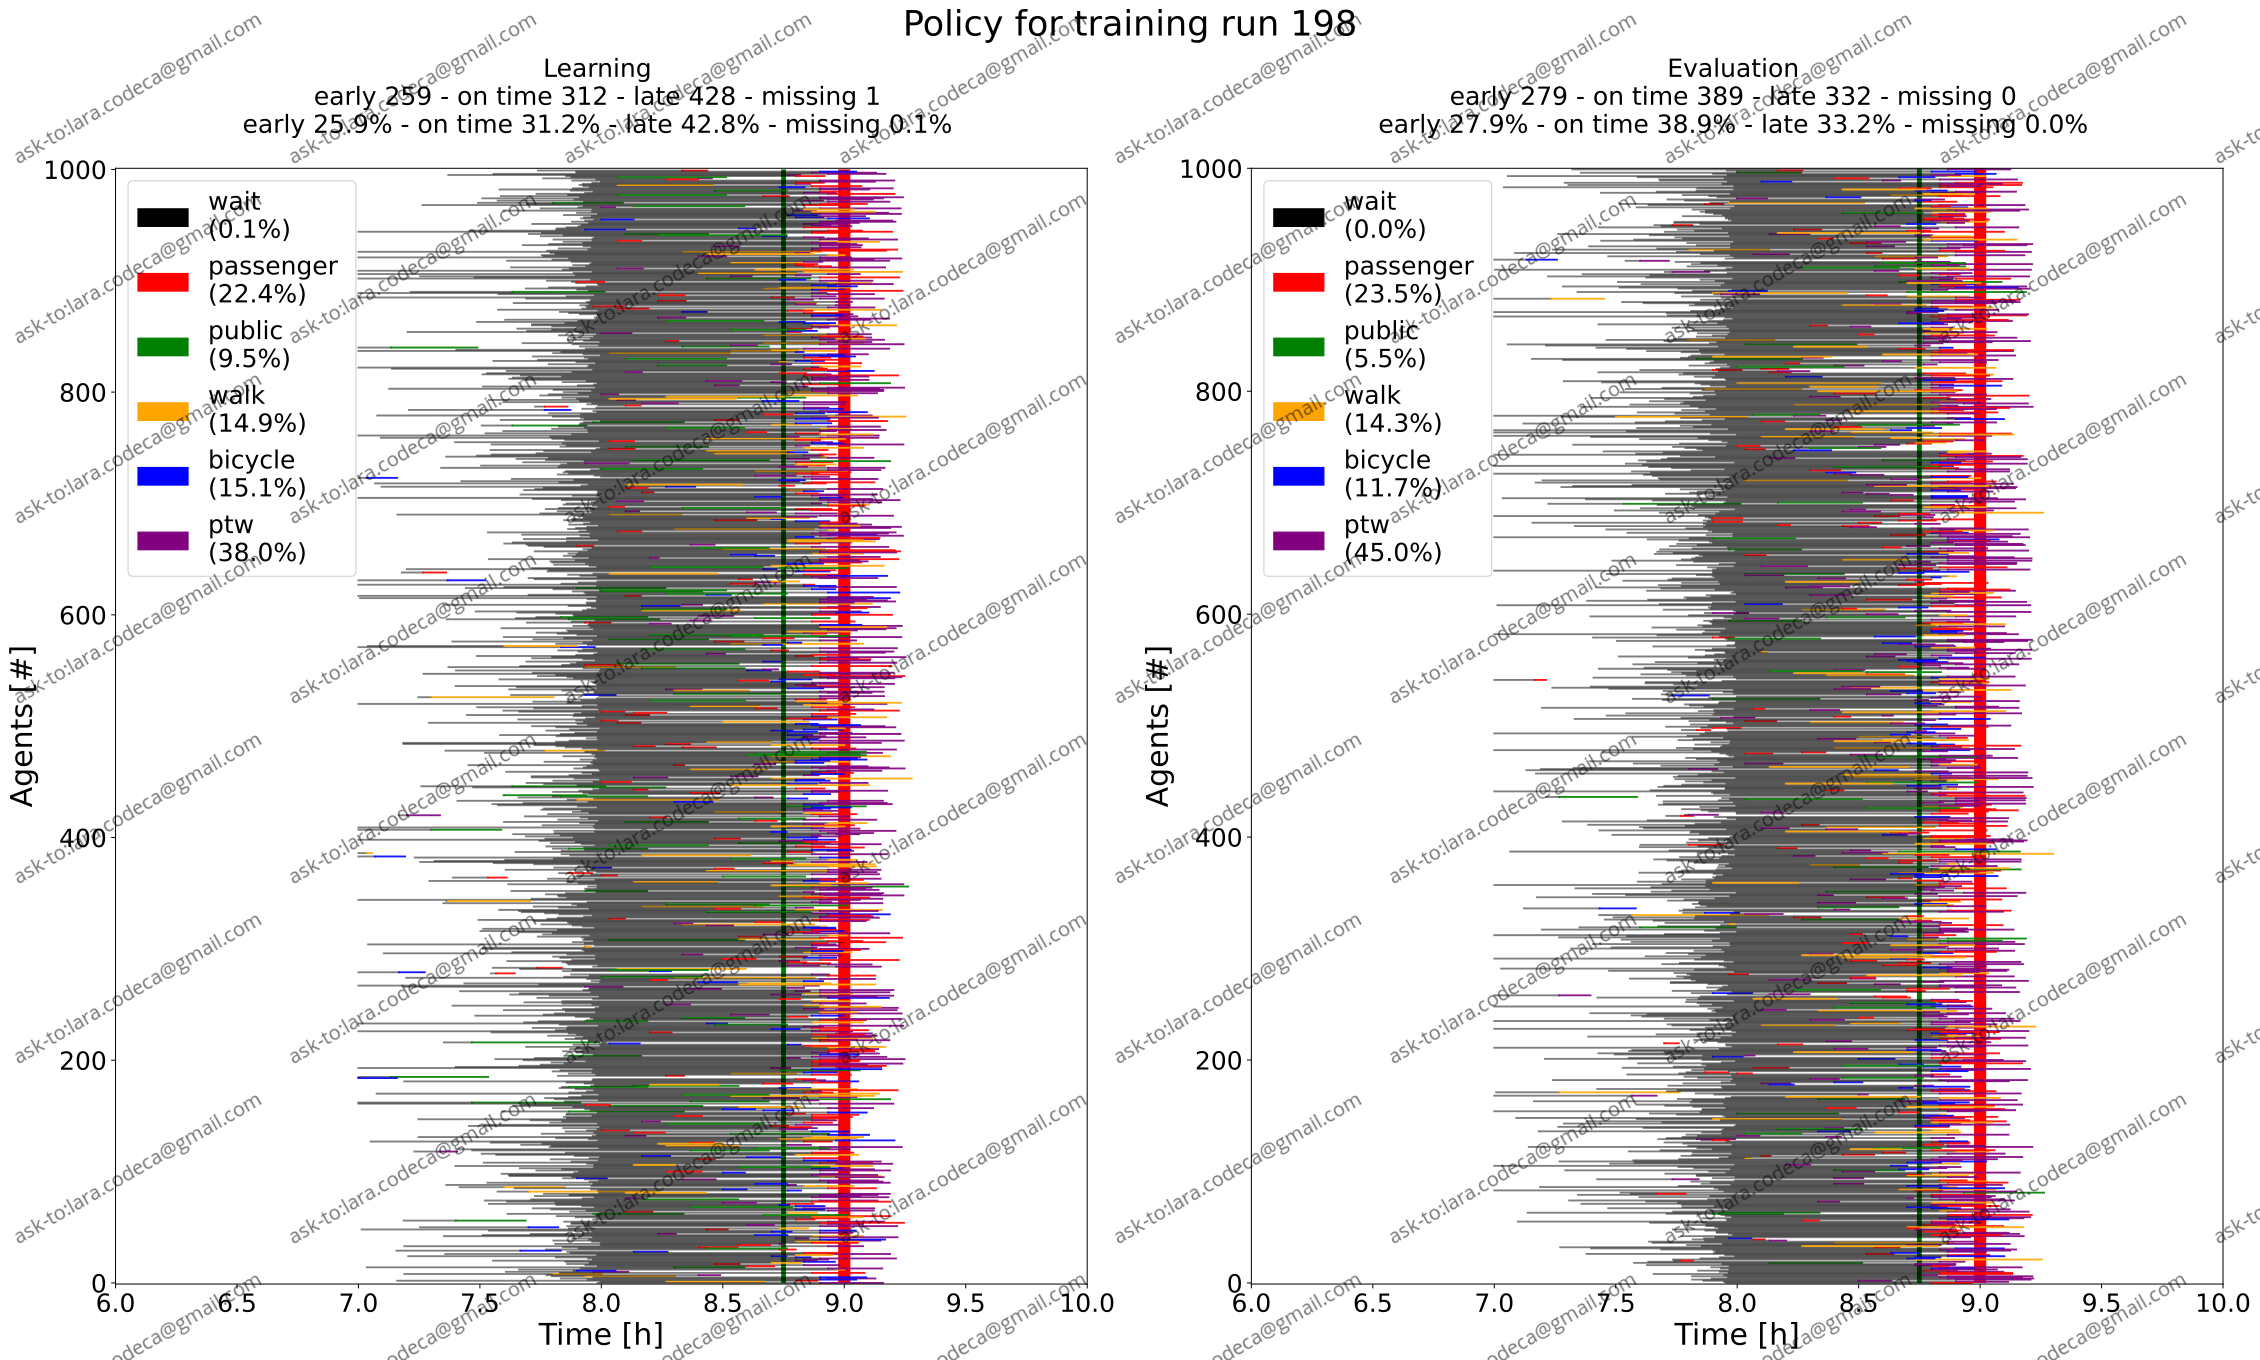 Policy for training run 198
Learning
early 259 - on time 312 - late 428 - missing 1
early 25.9% - on time 31.2% - late 42.8% - missing 0.1%
1000
800
600
400
200
0
Agents [#]
wait
(0.1%)
passenger
(22.4%)
public
(9.5%)
walk
(14.9%)
bicycle
(15.1%)
ptw
(38.0%)
6.0 6.5 7.0 7.5 8.0 8.5 9.0 9.5 10.0
Time [h]
Evaluation
early 279 - on time 389 - late 332 - missing 0
early 27.9% - on time 38.9% - late 33.2% - missing 0.0%
1000
800
600
400
200
0
Agents [#]
wait
(0.0%)
passenger
(23.5%)
public
(5.5%)
walk
(14.3%)
bicycle
(11.7%)
ptw
(45.0%)
6.0 6.5 7.0 7.5 8.0 8.5 9.0 9.5 10.0
Time [h]
ask-to:lara.codeca@gmail.com